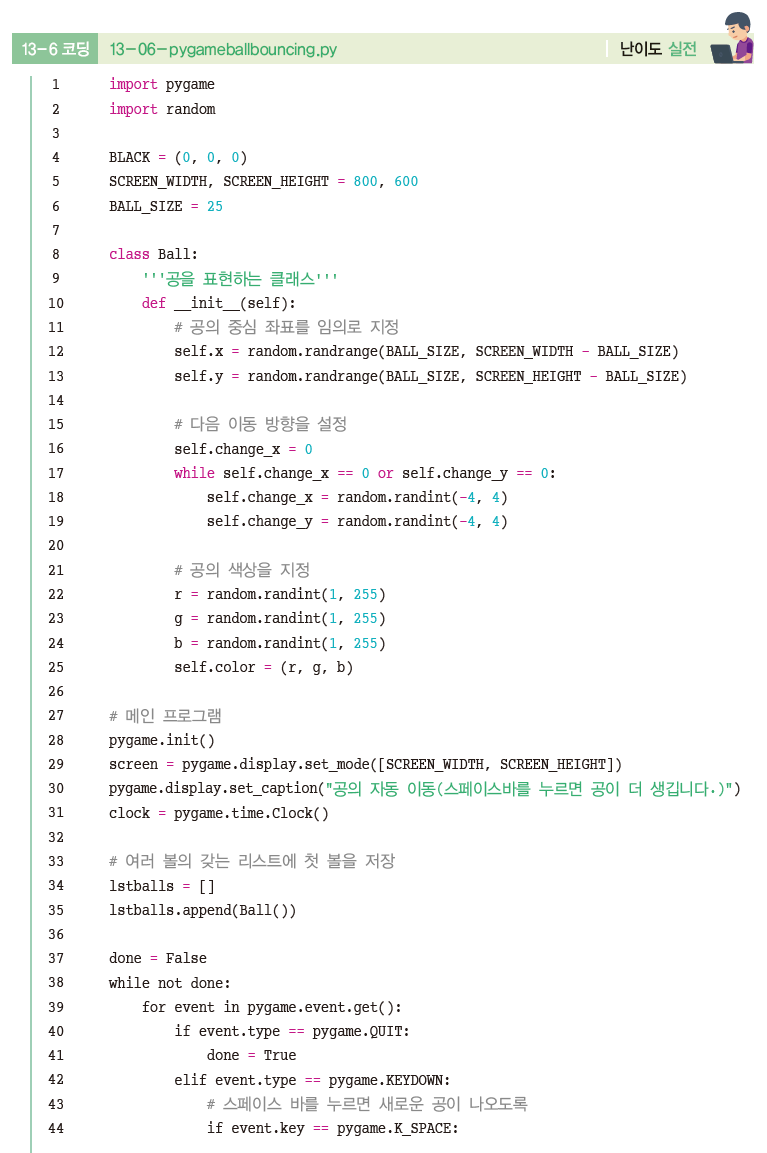 13-6 코딩 13-06-pygameballbouncing.py 난이도 실전
1 import pygame
2 import random
3
4 BLACK = (0, 0, 0)
5 SCREEN_WIDTH, SCREEN_HEIGHT = 800, 600
6 BALL_SIZE = 25
7
8 class Ball:
9     '''공을 표현하는 클래스'''
10     def __init__(self):
11         # 공의 중심 좌표를 임의로 지정
12         self.x = random.randrange(BALL_SIZE, SCREEN_WIDTH - BALL_SIZE)
13         self.y = random.randrange(BALL_SIZE, SCREEN_HEIGHT - BALL_SIZE)
14
15         # 다음 이동 방향을 설정
16         self.change_x = 0
17         while self.change_x == 0 or self.change_y == 0:
18             self.change_x = random.randint(-4, 4)
19             self.change_y = random.randint(-4, 4)
20
21         # 공의 색상을 지정
22         r = random.randint(1, 255)
23         g = random.randint(1, 255)
24         b = random.randint(1, 255)
25         self.color = (r, g, b)
26
27 # 메인 프로그램
28 pygame.init()
29 screen = pygame.display.set_mode([SCREEN_WIDTH, SCREEN_HEIGHT])
30 pygame.display.set_caption("공의 자동 이동(스페이스바를 누르면 공이 더 생깁니다.)")
31 clock = pygame.time.Clock()
32
33 # 여러 볼의 갖는 리스트에 첫 볼을 저장
34 lstballs = []
35 lstballs.append(Ball())
36
37 done = False
38 while not done:
39     for event in pygame.event.get():
40         if event.type == pygame.QUIT:
41             done = True
42         elif event.type == pygame.KEYDOWN:
43             # 스페이스 바를 누르면 새로운 공이 나오도록
44             if event.key == pygame.K_SPACE: